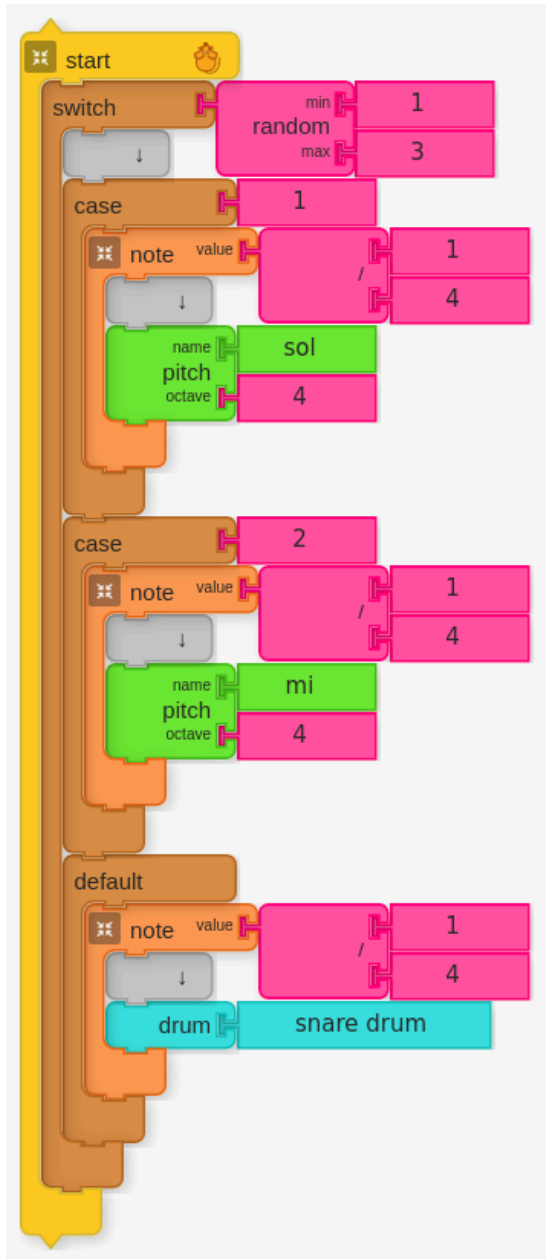 start
switch
min 1
random
max 3
↓
case 1
note value 1
/
4
↓
name sol
pitch
octave 4
case 2
note value 1
/
4
↓
name mi
pitch
octave 4
default
note value 1
/
4
↓
drum snare drum